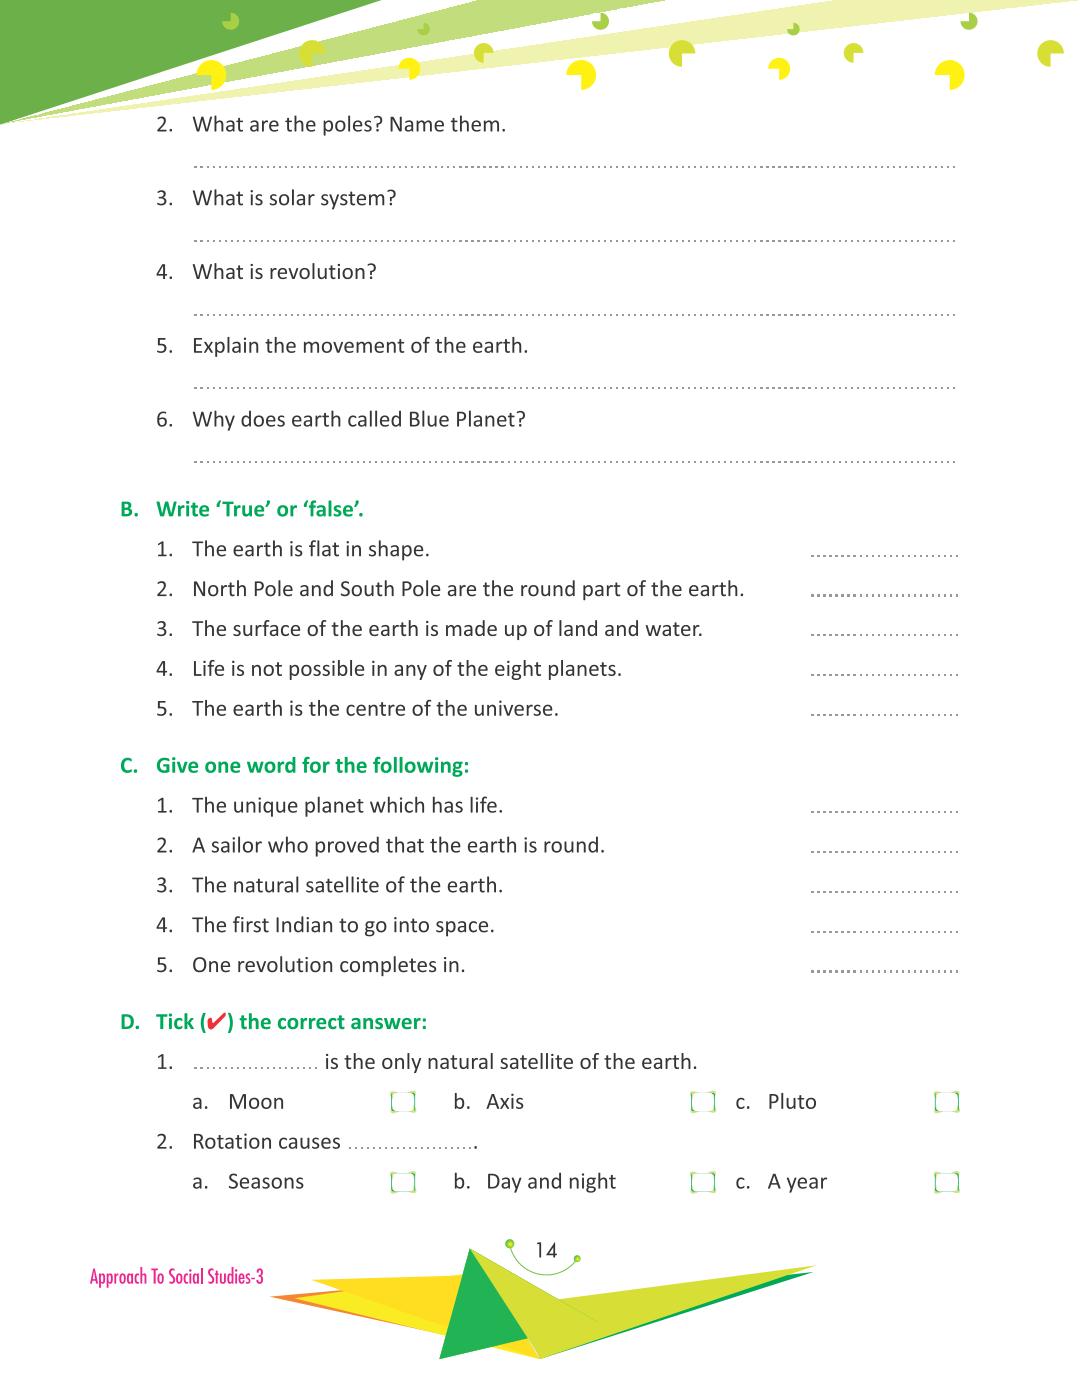 2. What are the poles? Name them.
................................................................
3. What is solar system?
................................................................
4. What is revolution?
................................................................
5. Explain the movement of the earth.
................................................................
6. Why does earth called Blue Planet?
................................................................
B. Write ‘True’ or ‘false’.
1. The earth is flat in shape. ..........................
2. North Pole and South Pole are the round part of the earth. ..........................
3. The surface of the earth is made up of land and water. ..........................
4. Life is not possible in any of the eight planets. ..........................
5. The earth is the centre of the universe. ..........................
C. Give one word for the following:
1. The unique planet which has life. ..........................
2. A sailor who proved that the earth is round. ..........................
3. The natural satellite of the earth. ..........................
4. The first Indian to go into space. ..........................
5. One revolution completes in. ..........................
D. Tick (✔) the correct answer:
1. ..................... is the only natural satellite of the earth.
a. Moon b. Axis c. Pluto
2. Rotation causes ......................
a. Seasons b. Day and night c. A year
14
Approach To Social Studies-3